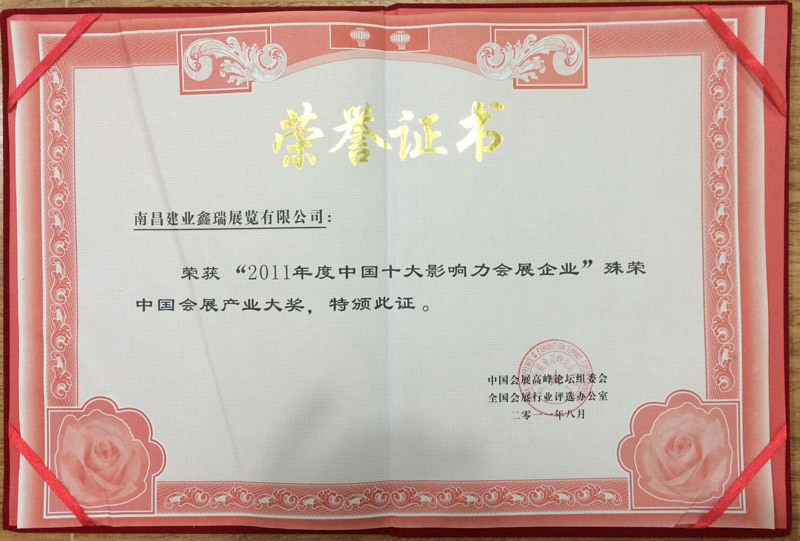 荣誉证书
南昌建业鑫瑞展览有限公司：
荣获“2011年度中国十大影响力会展企业”殊荣
中国会展产业大奖，特颁此证。
中国会展高峰论坛组委会
全国会展行业评选办公室
二零一一年八月